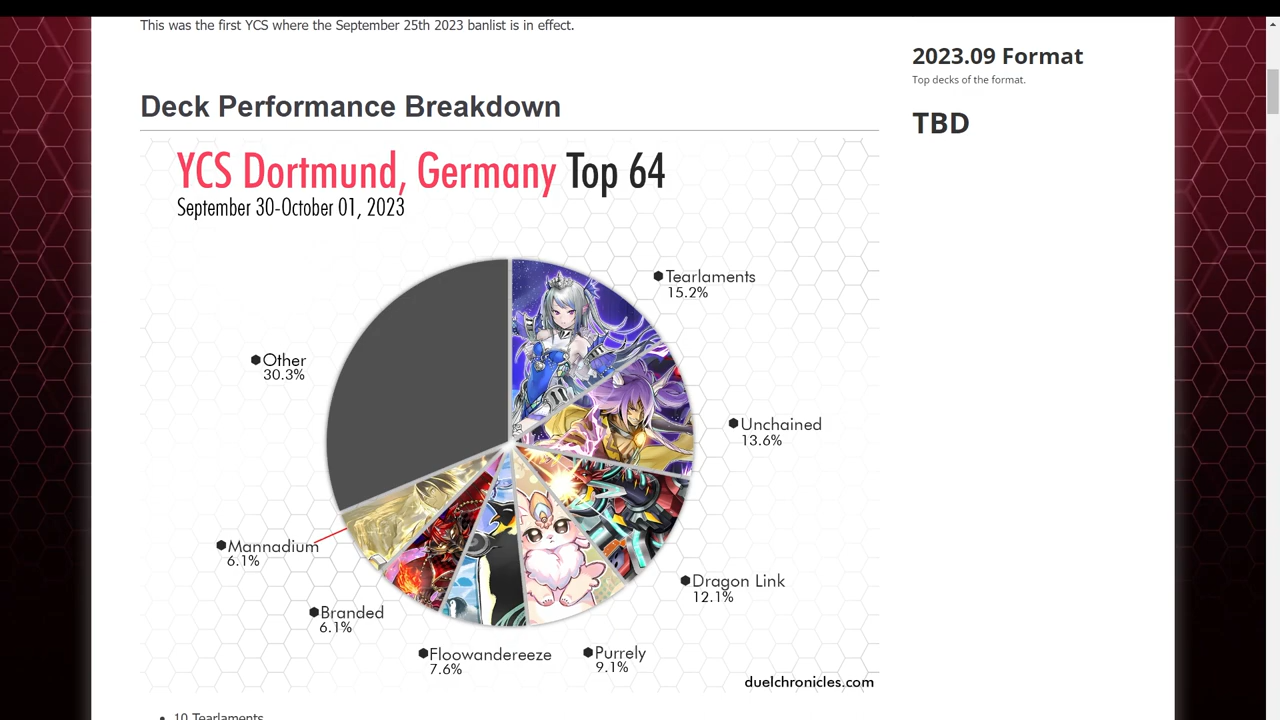 This was the first YCS where the September 25th 2023 banlist is in effect.
2023.09 Format
Top decks of the format.
TBD
Deck Performance Breakdown
YCS Dortmund, Germany Top 64
September 30-October 01, 2023
Tearlaments
15.2%
Unchained
13.6%
Dragon Link
12.1%
Purrely
9.1%
Floowandereeze
7.6%
Branded
6.1%
Mannadium
6.1%
Other
30.3%
duelchronicles.com
10 Tearlaments